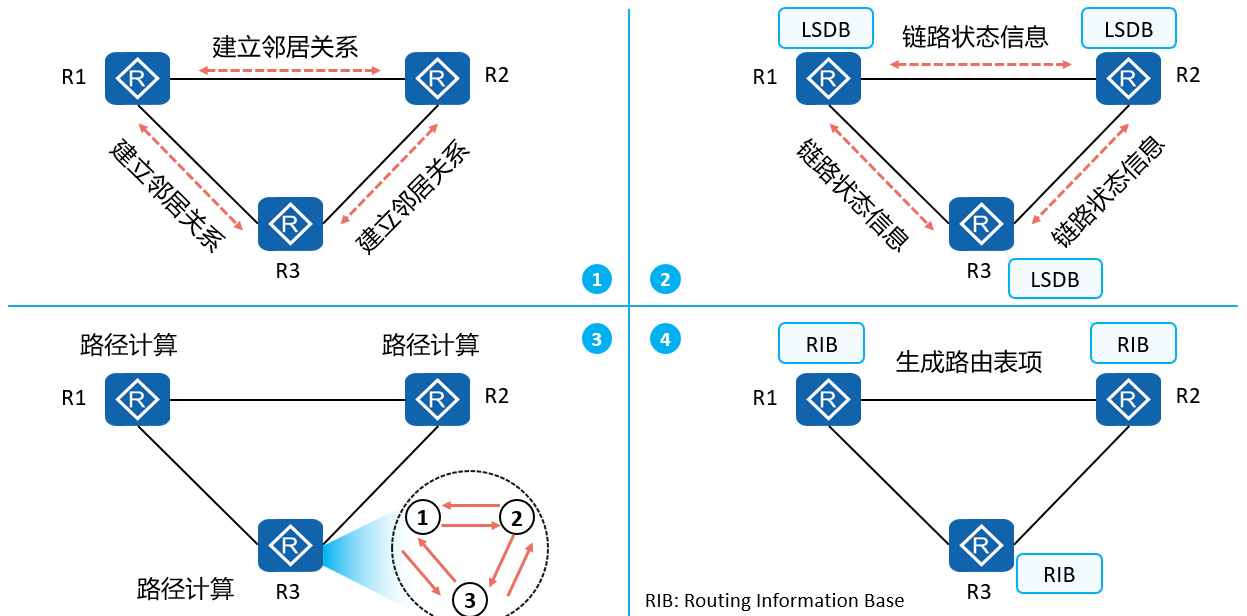 建立邻居关系
R1
R
R
R2
建立邻居关系
建立邻居关系
R
R3
1
LSDB
LSDB
链路状态信息
R1
R
R
R2
链路状态信息
链路状态信息
R
R3
LSDB
2
路径计算
路径计算
3
R1
R
R
R2
1
2
3
R
路径计算
R3
4
RIB
RIB
生成路由表项
R1
R
R
R2
R
R3
RIB
RIB: Routing Information Base